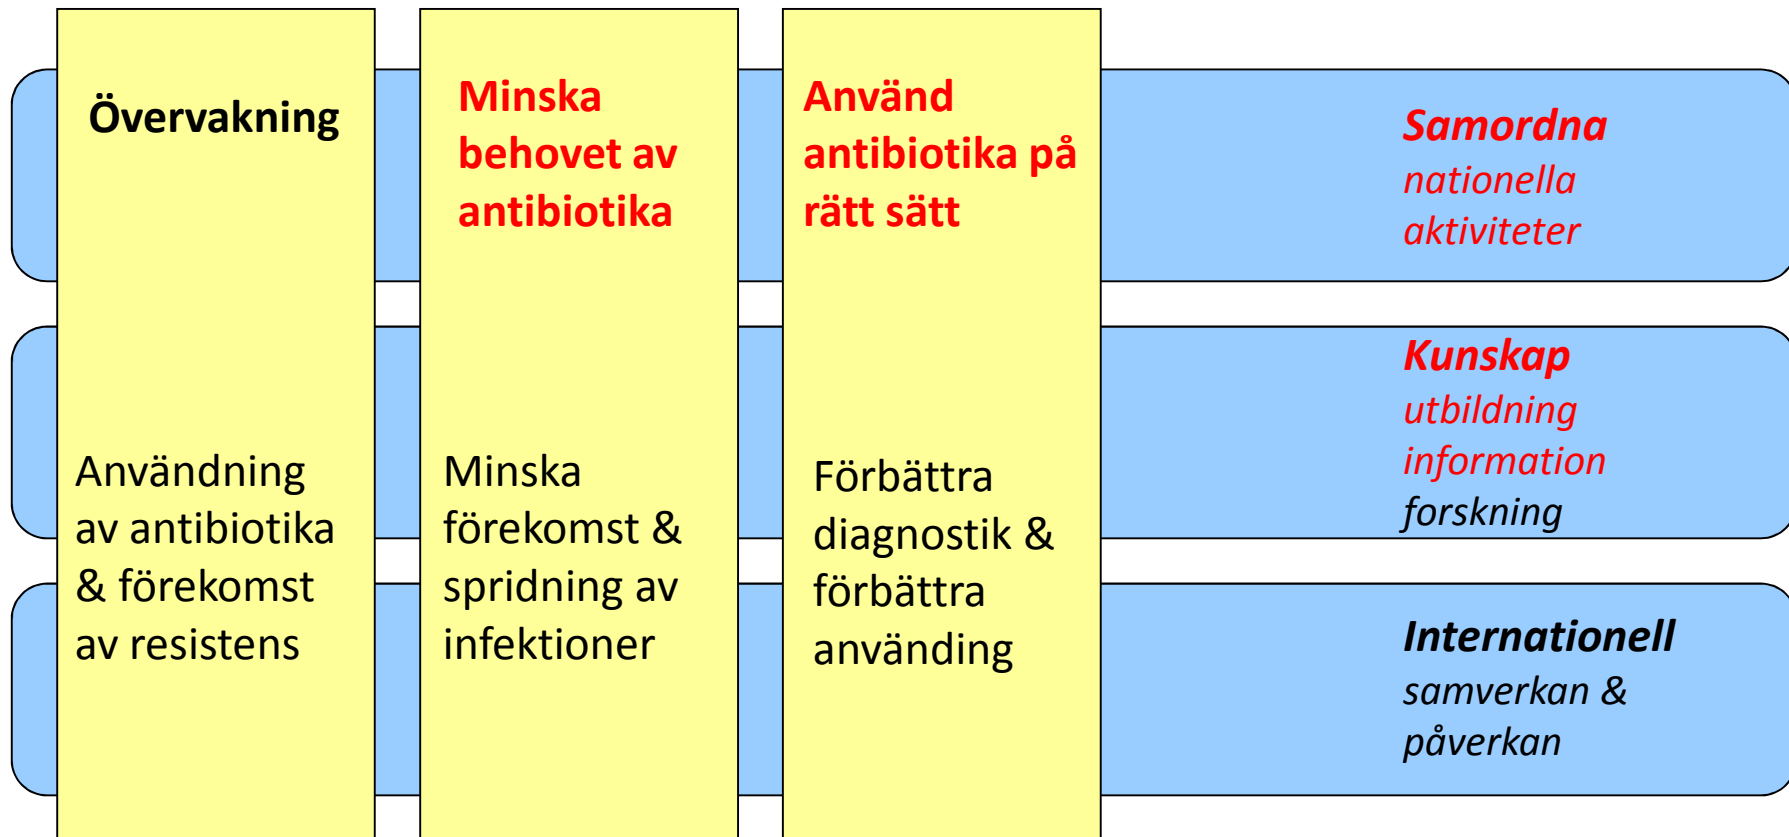 Övervakning
Användning
av antibiotika
& förekomst
av resistens
Minska
behovet av
antibiotika
Minska
förekomst &
spridning av
infektioner
Använd
antibiotika på
rätt sätt
Förbättra
diagnostik &
förbättra
använding
Samordna
nationella
aktiviteter
Kunskap
utbildning
information
forskning
Internationell
samverkan &
påverkan